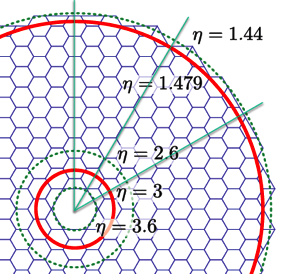 η = 1.44
η = 1.479
η = 2.6
η = 3
η = 3.6